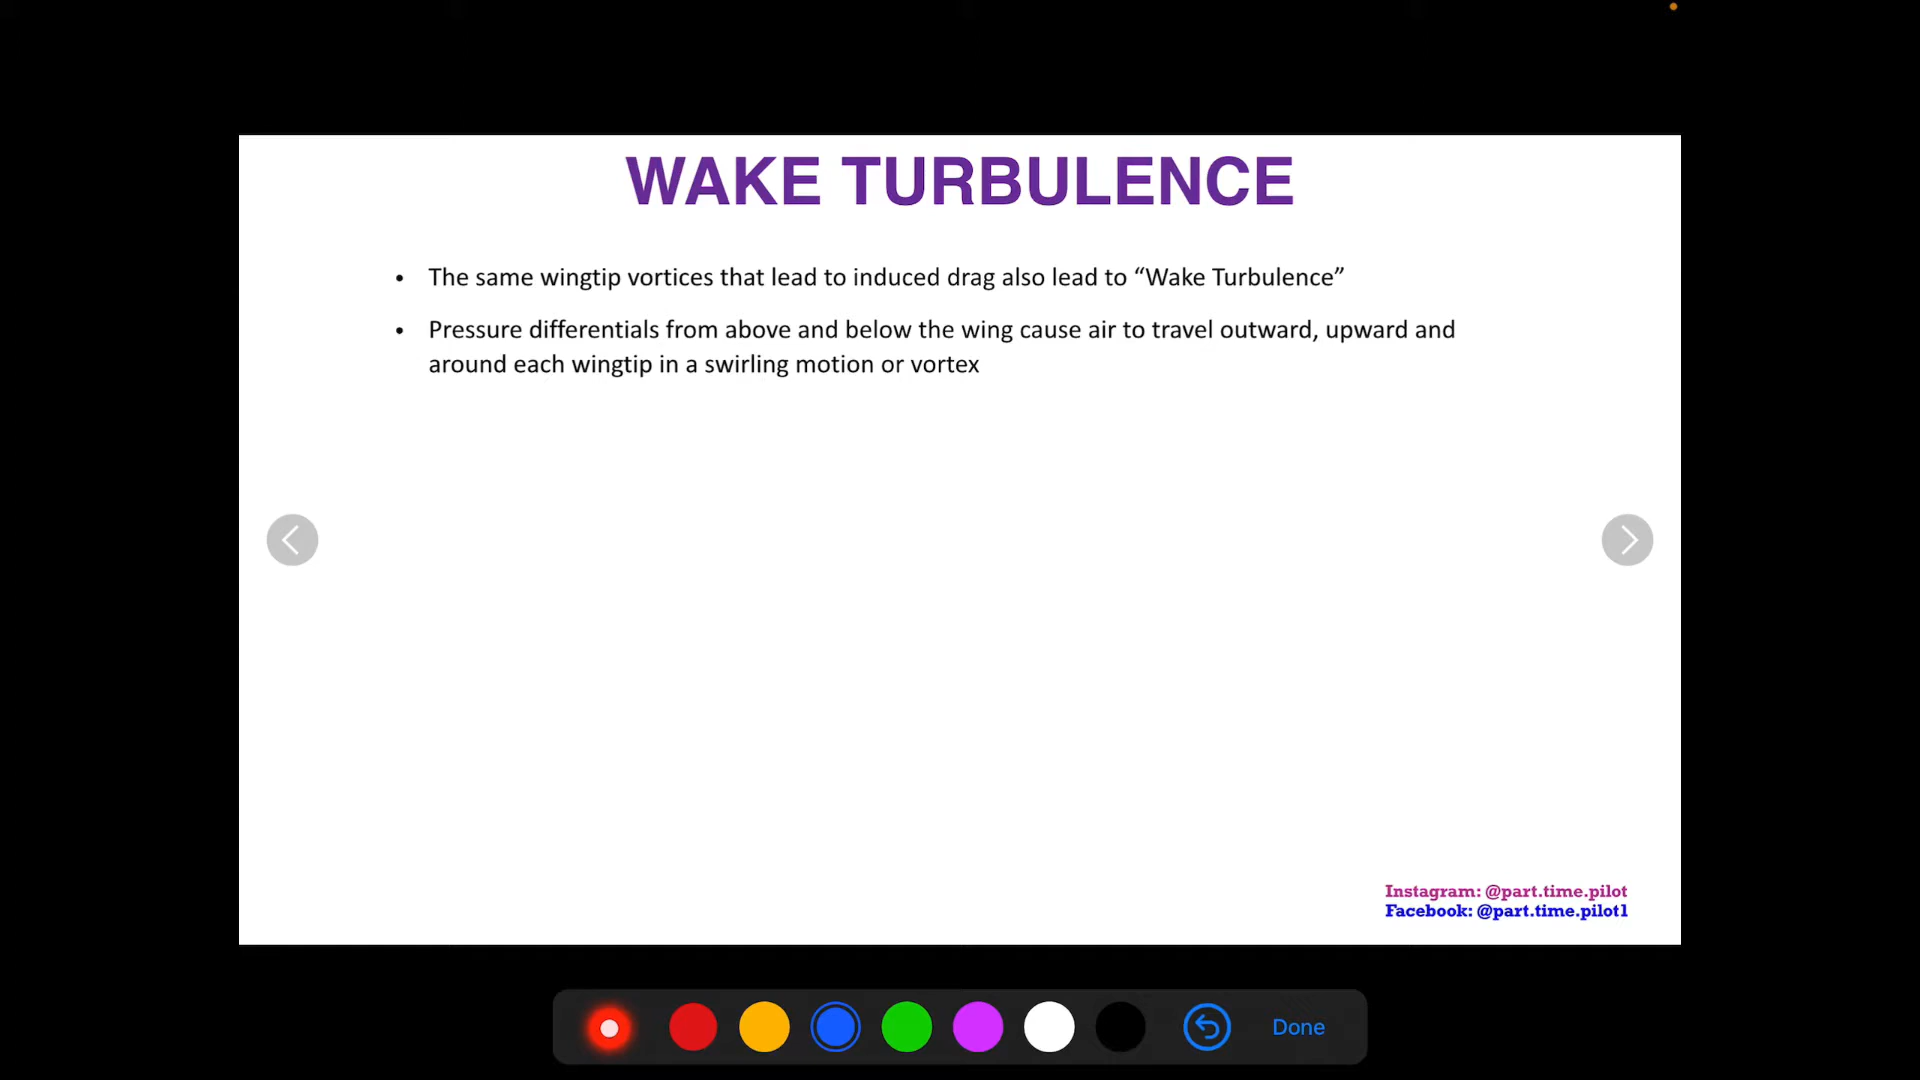 WAKE TURBULENCE
• The same wingtip vortices that lead to induced drag also lead to “Wake Turbulence”
• Pressure differentials from above and below the wing cause air to travel outward, upward and
around each wingtip in a swirling motion or vortex
Instagram: @part.time.pilot
Facebook: @part.time.pilot1
Done